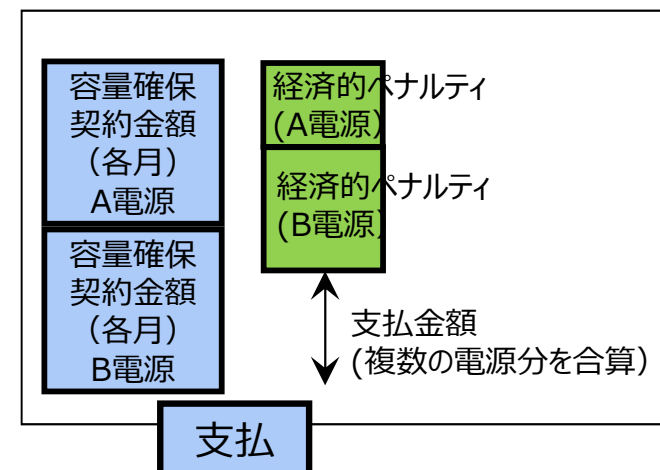 容量確保
契約金額
（各月）
A電源
容量確保
契約金額
（各月）
B電源
経済的ペナルティ
(A電源）
経済的ペナルティ
(B電源）
支払金額
(複数の電源分を合算）
支払